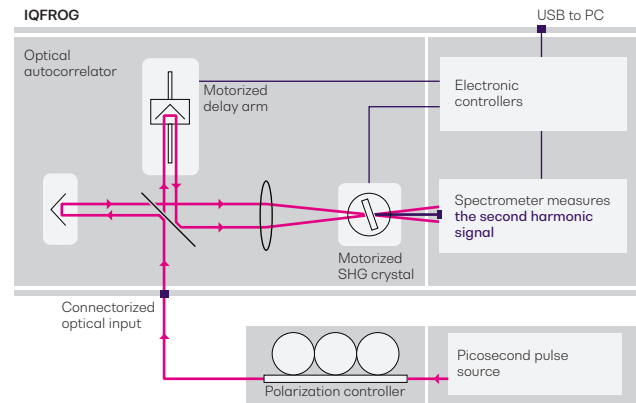 IQFROG
USB to PC
Optical
autocorrelator
Motorized
delay arm
Electronic
controllers
Spectrometer measures
the second harmonic
signal
Motorized
SHG crystal
Connectorized
optical input
Picosecond pulse
source
Polarization controller